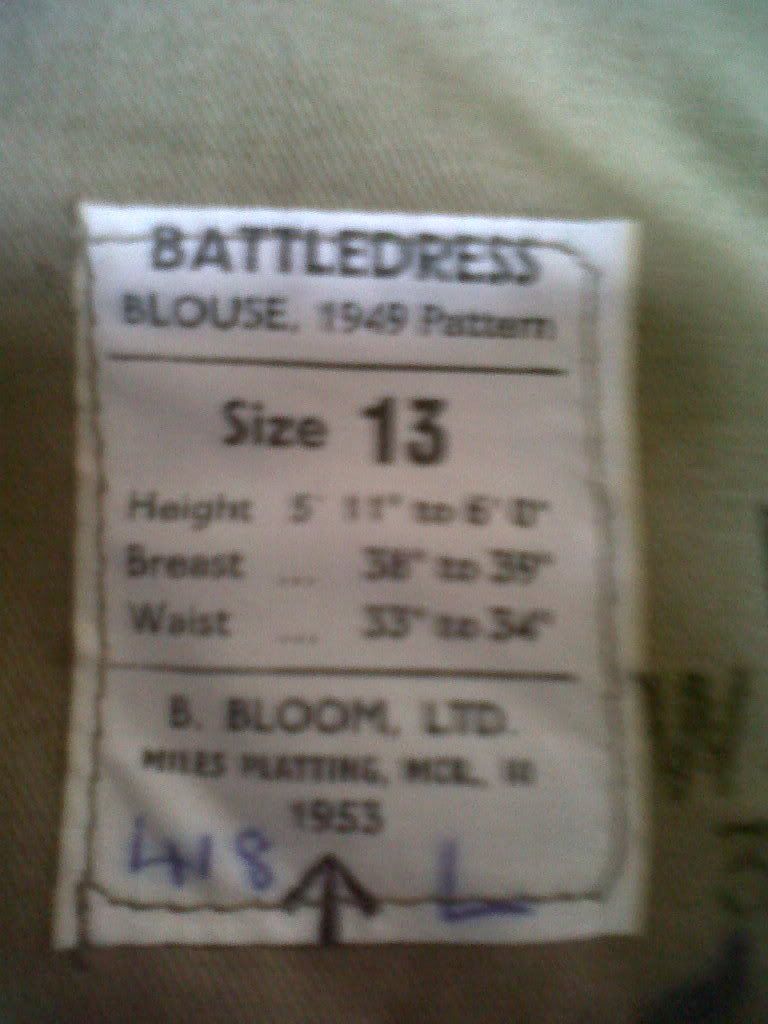 BATTLEDRESS
BLOUSE, 1949 Pattern
Size 13
Height 5' 11" to 6' 0"
Breast ... 38" to 39"
Waist ... 33" to 34"
B. BLOOM, LTD.
MILES PLATTING, MCR. 10
1953
418 L
W